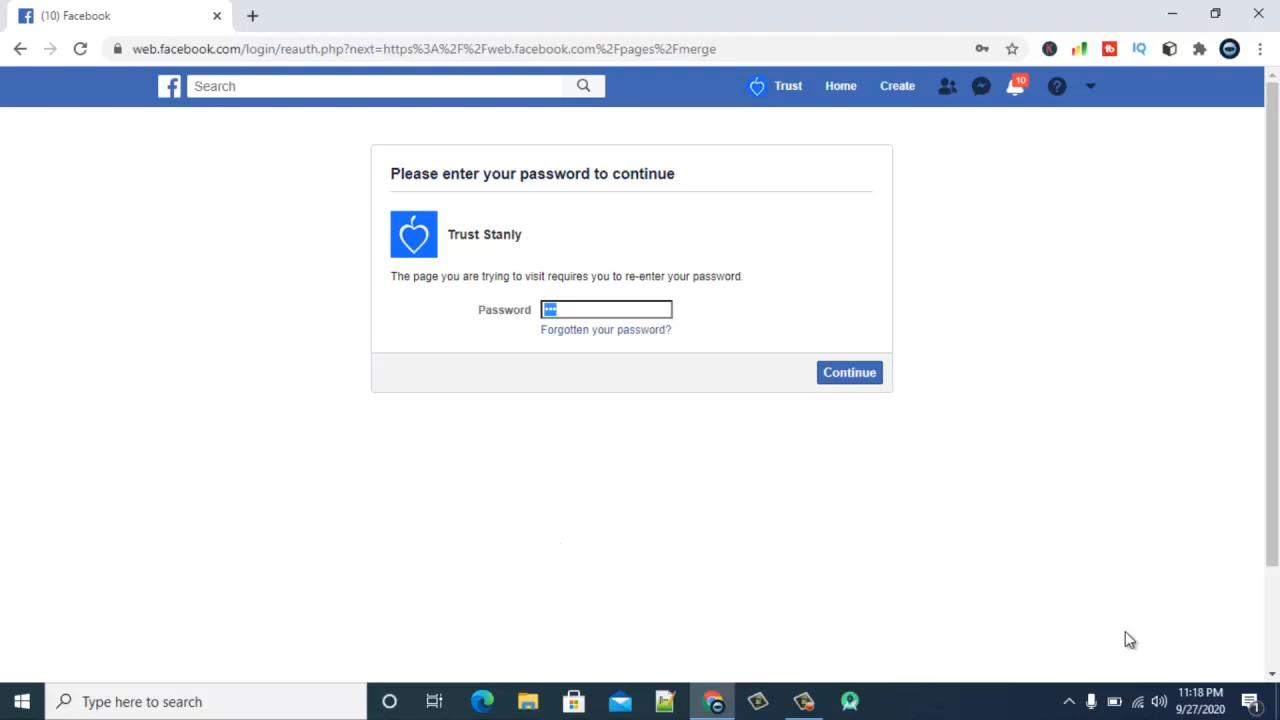 (10) Facebook
web.facebook.com/login/reauth.php?next=https%3A%2F%2Fweb.facebook.com%2Fpages%2Fmerge
Search
Trust
Home
Create
10
Please enter your password to continue
Trust Stanly
The page you are trying to visit requires you to re-enter your password.
Password
Forgotten your password?
Continue
Type here to search
11:18 PM
9/27/2020
1